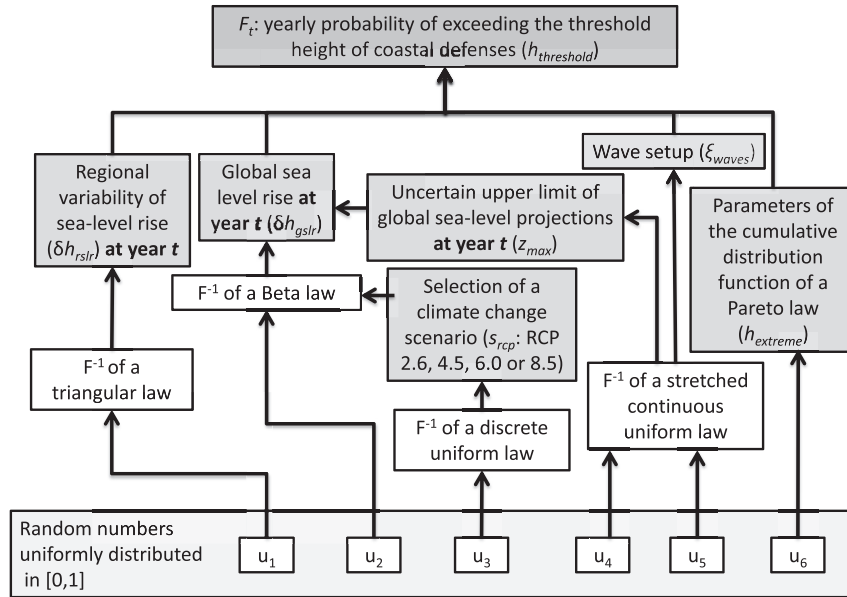 F_t: yearly probability of exceeding the threshold
height of coastal defenses (h_threshold)
Regional
variability of
sea-level rise
(δh_rslr) at year t
Global sea
level rise at
year t (δh_gslr)
Uncertain upper limit of
global sea-level projections
at year t (z_max)
Wave setup (ξ_waves)
Parameters of
the cumulative
distribution
function of a
Pareto law
(h_extreme)
F⁻¹ of a Beta law
Selection of a
climate change
scenario (s_rcp: RCP
2.6, 4.5, 6.0 or 8.5)
F⁻¹ of a
triangular law
F⁻¹ of a discrete
uniform law
F⁻¹ of a stretched
continuous
uniform law
Random numbers
uniformly distributed
in [0,1]
u₁
u₂
u₃
u₄
u₅
u₆